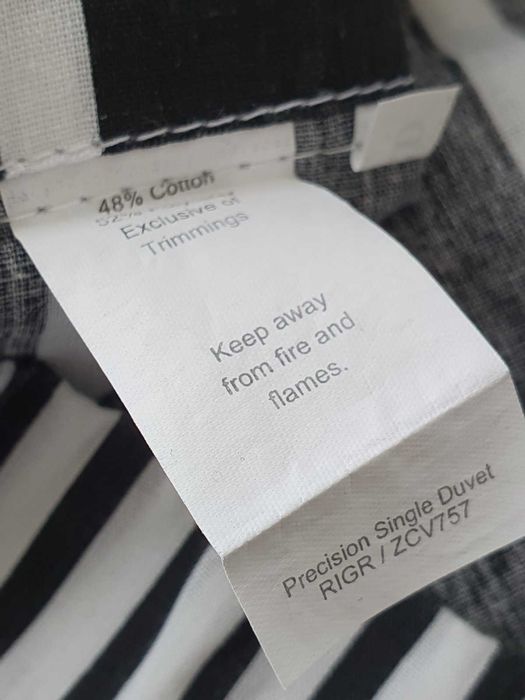 48% Cotton
Exclusive of
Trimmings
Keep away
from fire and
flames.
Precision Single Duvet
RIGR / ZCV757